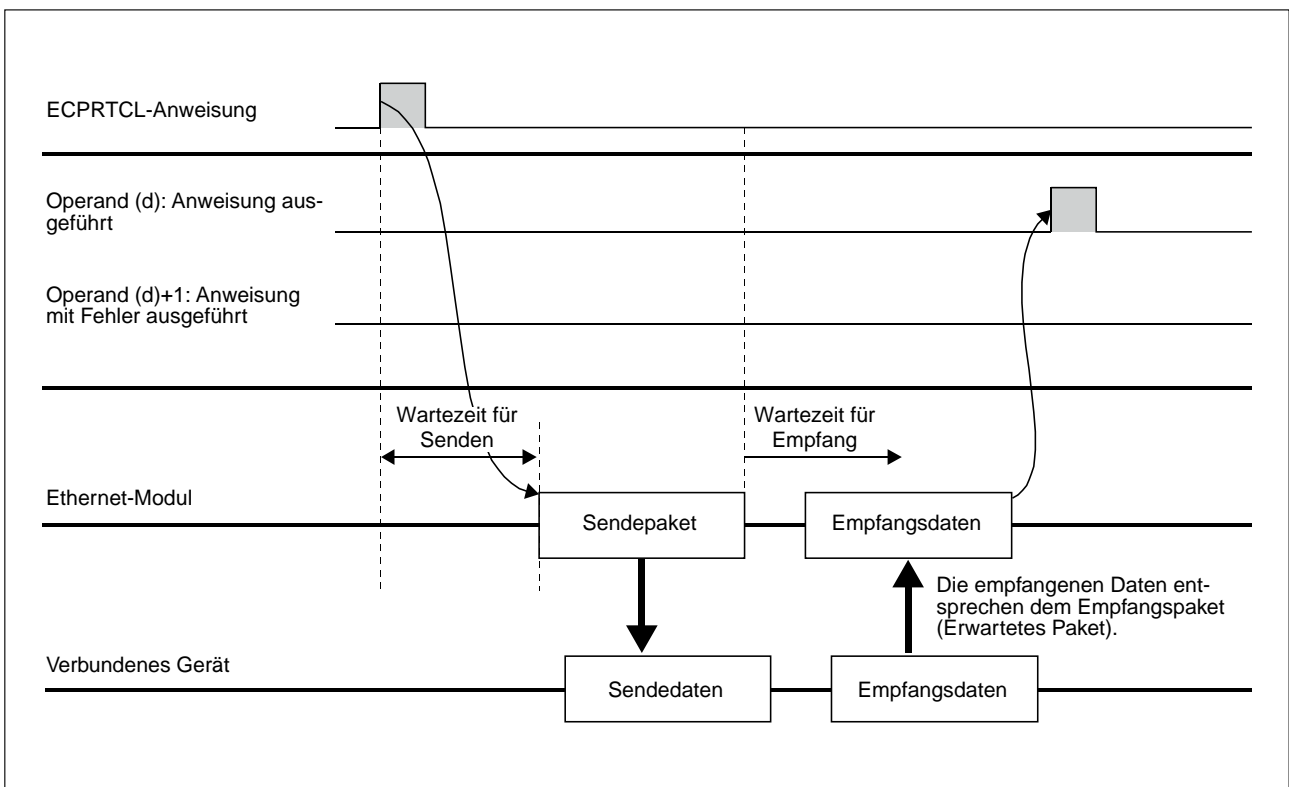 ECPRTCL-Anweisung
Operand (d): Anweisung aus-
geführt
Operand (d)+1: Anweisung
mit Fehler ausgeführt
Wartezeit für
Senden
Wartezeit für
Empfang
Ethernet-Modul
Sendepaket
Empfangsdaten
Die empfangenen Daten ent-
sprechen dem Empfangspaket
(Erwartetes Paket).
Verbundenes Gerät
Sendedaten
Empfangsdaten